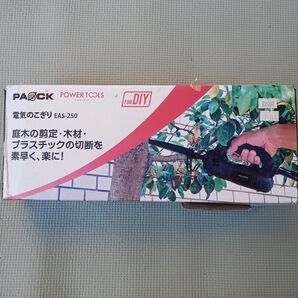 PAOCK
POWER TOOLS
FOR DIY
電気のこぎり EAS-250
庭木の剪定・木材・
プラスチックの切断を
素早く、楽に!